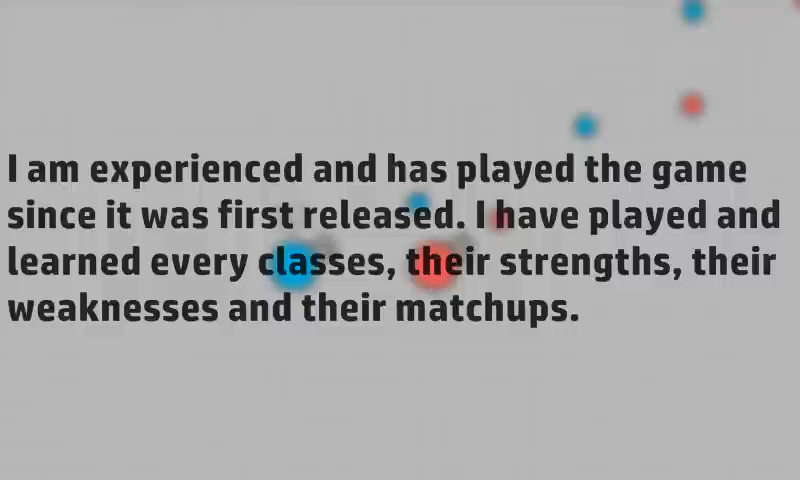 I am experienced and has played the game
since it was first released. I have played and
learned every classes, their strengths, their
weaknesses and their matchups.